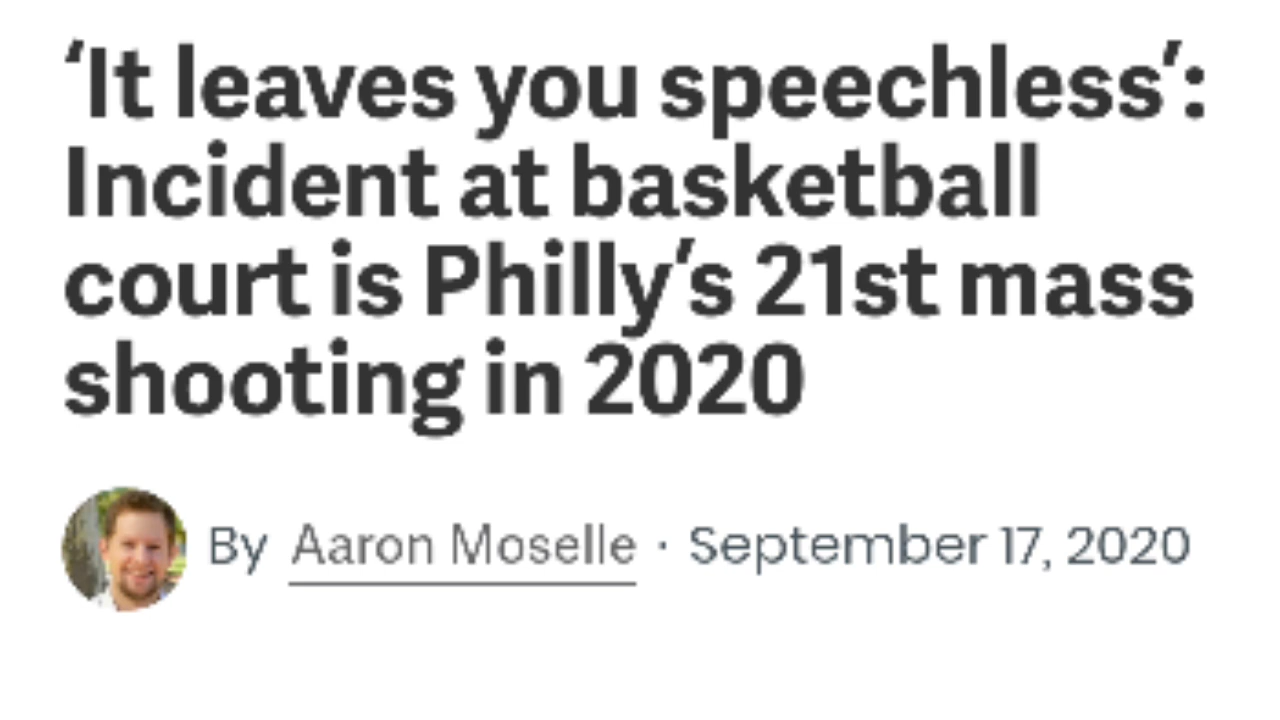 ‘It leaves you speechless’:
Incident at basketball
court is Philly’s 21st mass
shooting in 2020
By Aaron Moselle · September 17, 2020